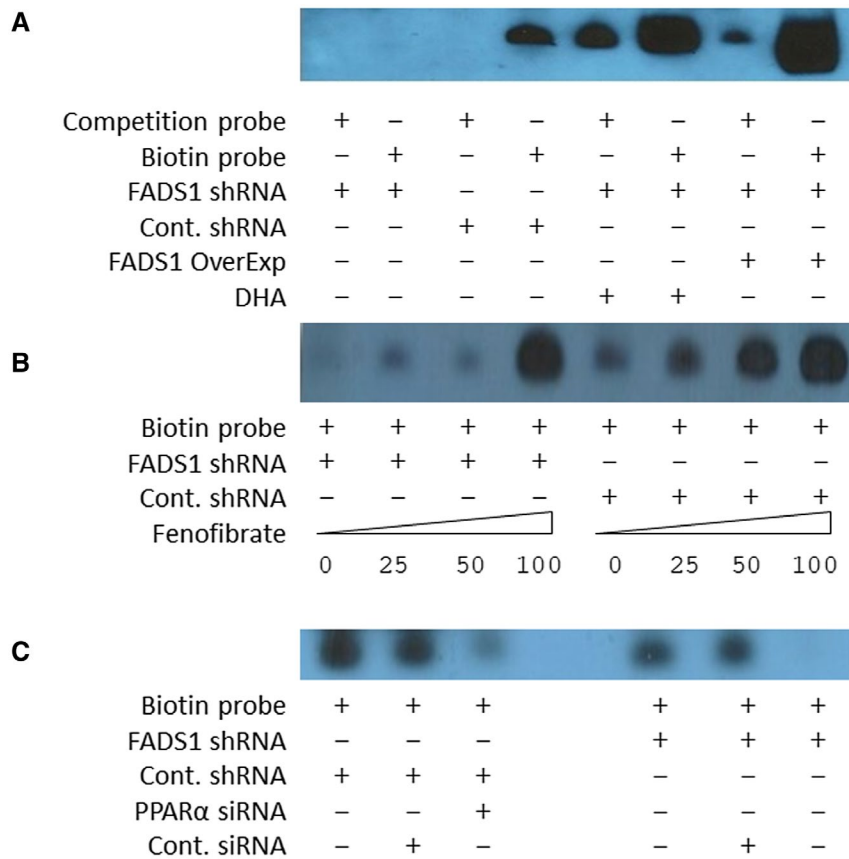 A
Competition probe + – + – + – + –
Biotin probe – + – + – + – +
FADS1 shRNA + + – – + + + +
Cont. shRNA – – + + – – – –
FADS1 OverExp – – – – – – + +
DHA – – – – + + – –
B
Biotin probe + + + + + + + +
FADS1 shRNA + + + + – – – –
Cont. shRNA – – – – + + + +
Fenofibrate
0 25 50 100 0 25 50 100
C
Biotin probe + + + + + +
FADS1 shRNA – – – + + +
Cont. shRNA + + + – – –
PPARα siRNA – – + – – –
Cont. siRNA – + – – + –